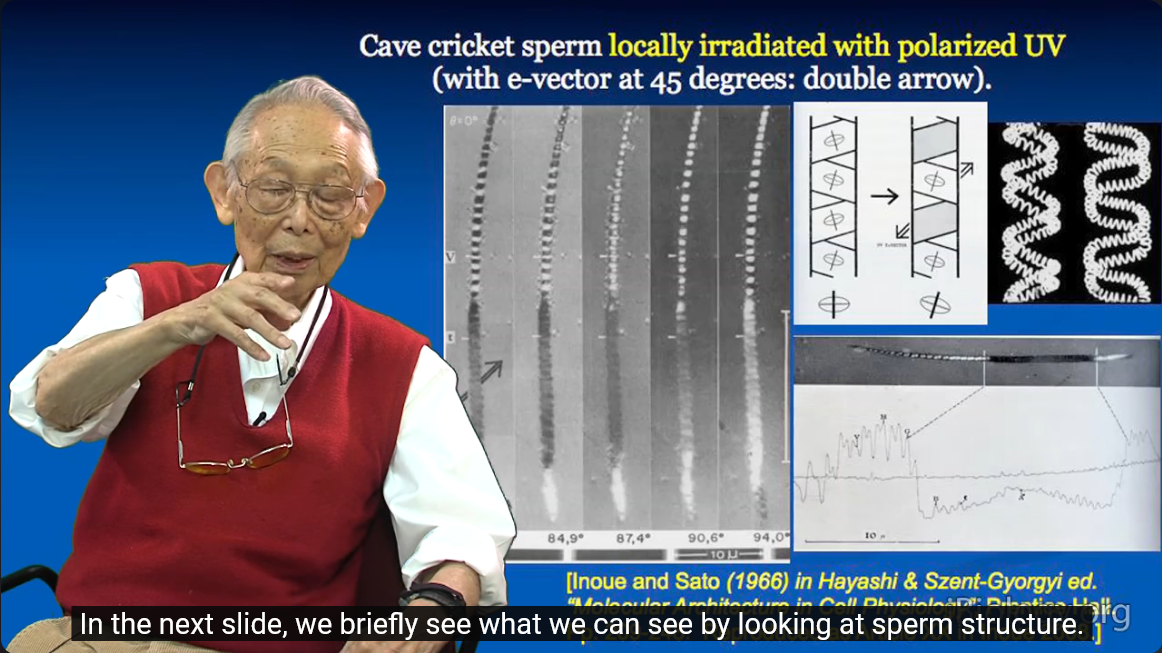 Cave cricket sperm locally irradiated with polarized UV
(with e-vector at 45 degrees: double arrow).
θ=0°
UV E-VECTOR
V
t
M
Q
10 μ
84,9° 87,4° 90,6° 94,0°
10 μ
[Inoue and Sato (1966) in Hayashi & Szent-Gyorgyi ed.
"Molecular Architecture in Cell Physiology" Prentice Hall
In the next slide, we briefly see what we can see by looking at sperm structure.